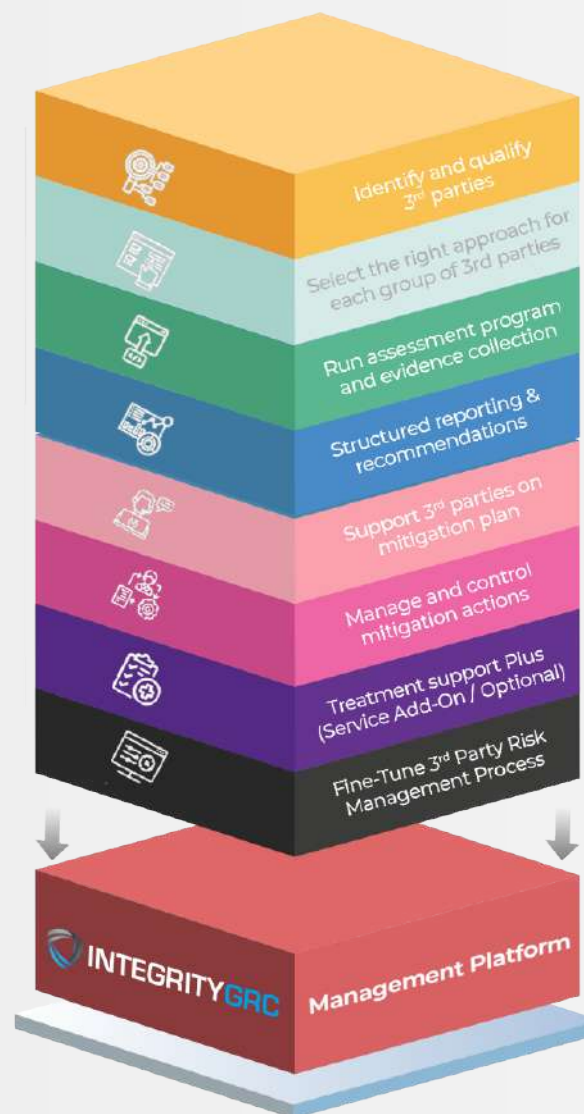 Identify and qualify
3rd parties
Select the right approach for
each group of 3rd parties
Run assessment program
and evidence collection
Structured reporting &
recommendations
Support 3rd parties on
mitigation plan
Manage and control
mitigation actions
Treatment support Plus
(Service Add-On / Optional)
Fine-Tune 3rd Party Risk
Management Process
INTEGRITYGRC
Management Platform